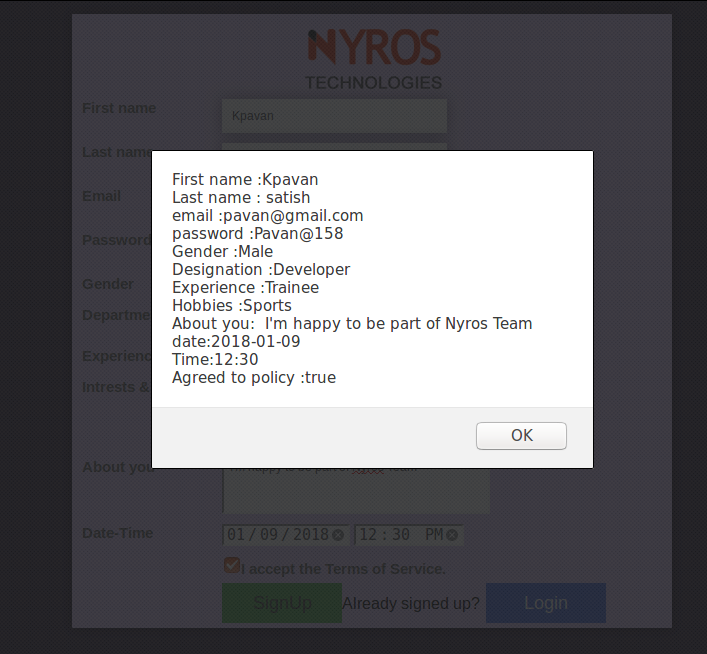 NYROS
TECHNOLOGIES
First name
Kpavan
Last name
Email
Password
Gender
Departme
Experienc
Intrests &
First name :Kpavan
Last name : satish
email :pavan@gmail.com
password :Pavan@158
Gender :Male
Designation :Developer
Experience :Trainee
Hobbies :Sports
About you:  I'm happy to be part of Nyros Team
date:2018-01-09
Time:12:30
Agreed to policy :true
OK
About you
Date-Time
01/09/2018
12:30 PM
I accept the Terms of Service.
SignUp
Already signed up?
Login